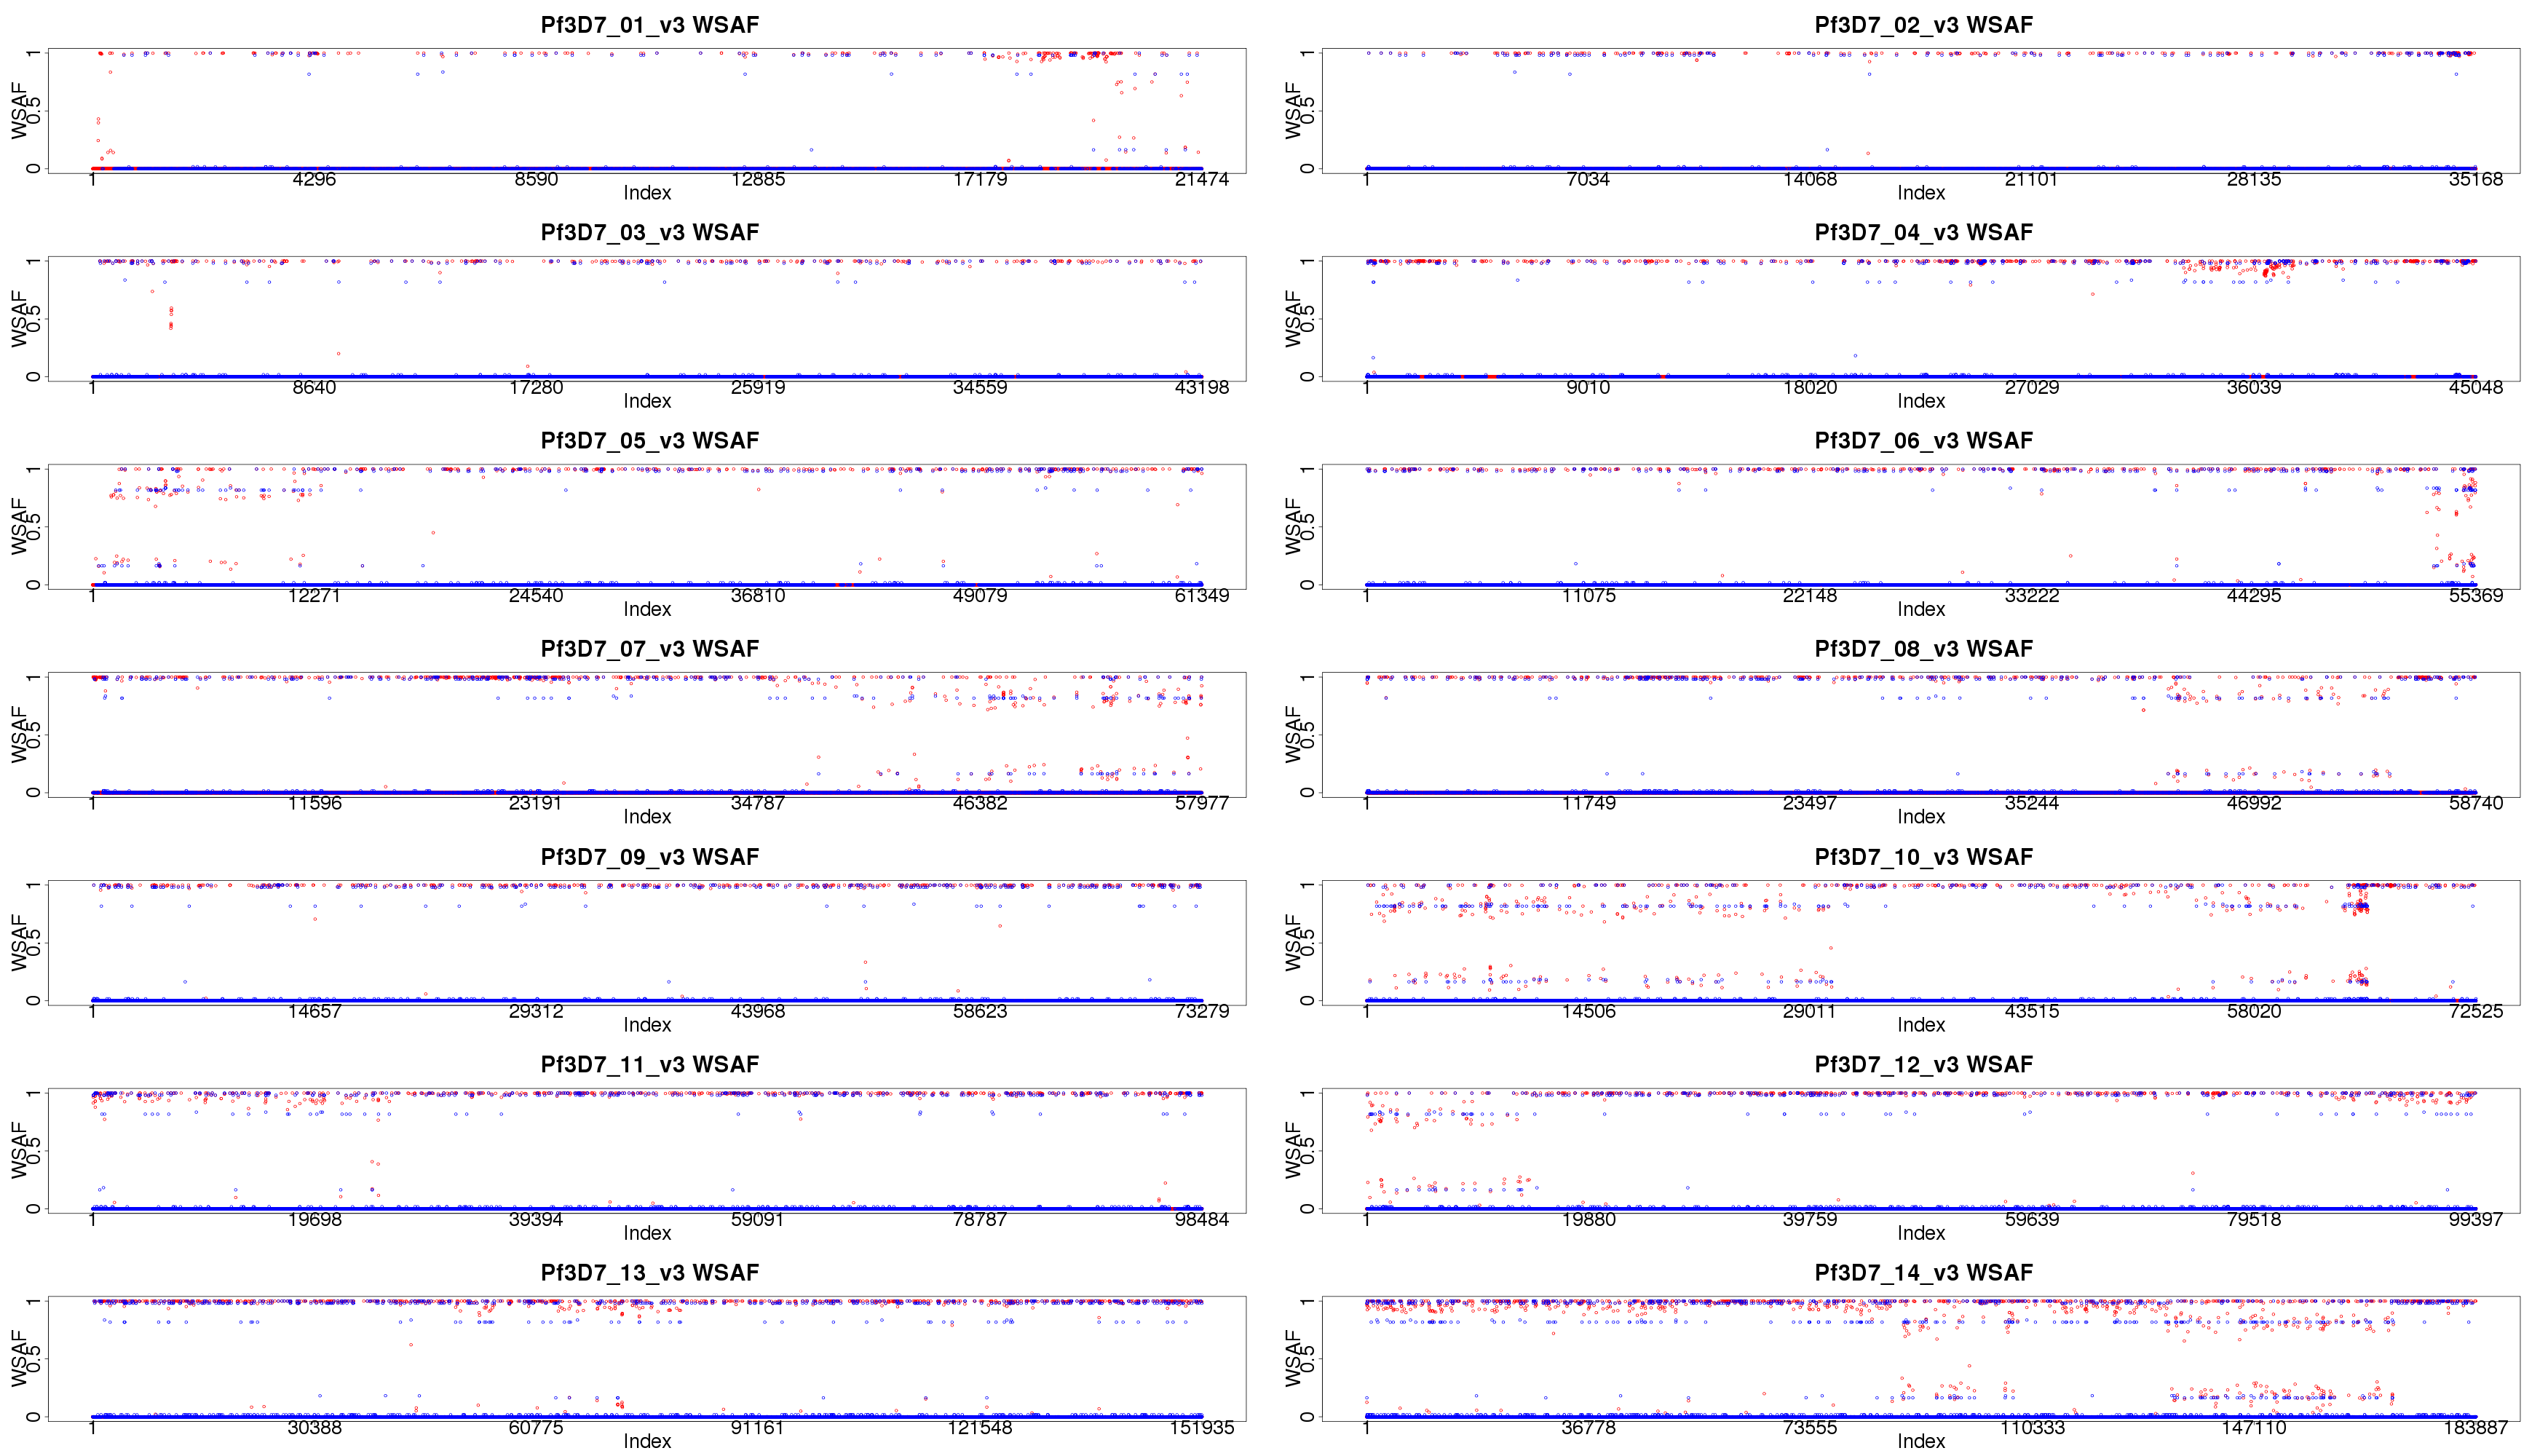 Pf3D7_01_v3 WSAF
WSAF
0 0.5 1
1 4296 8590 12885 17179 21474
Index
Pf3D7_02_v3 WSAF
WSAF
0 0.5 1
1 7034 14068 21101 28135 35168
Index
Pf3D7_03_v3 WSAF
WSAF
0 0.5 1
1 8640 17280 25919 34559 43198
Index
Pf3D7_04_v3 WSAF
WSAF
0 0.5 1
1 9010 18020 27029 36039 45048
Index
Pf3D7_05_v3 WSAF
WSAF
0 0.5 1
1 12271 24540 36810 49079 61349
Index
Pf3D7_06_v3 WSAF
WSAF
0 0.5 1
1 11075 22148 33222 44295 55369
Index
Pf3D7_07_v3 WSAF
WSAF
0 0.5 1
1 11596 23191 34787 46382 57977
Index
Pf3D7_08_v3 WSAF
WSAF
0 0.5 1
1 11749 23497 35244 46992 58740
Index
Pf3D7_09_v3 WSAF
WSAF
0 0.5 1
1 14657 29312 43968 58623 73279
Index
Pf3D7_10_v3 WSAF
WSAF
0 0.5 1
1 14506 29011 43515 58020 72525
Index
Pf3D7_11_v3 WSAF
WSAF
0 0.5 1
1 19698 39394 59091 78787 98484
Index
Pf3D7_12_v3 WSAF
WSAF
0 0.5 1
1 19880 39759 59639 79518 99397
Index
Pf3D7_13_v3 WSAF
WSAF
0 0.5 1
1 30388 60775 91161 121548 151935
Index
Pf3D7_14_v3 WSAF
WSAF
0 0.5 1
1 36778 73555 110333 147110 183887
Index